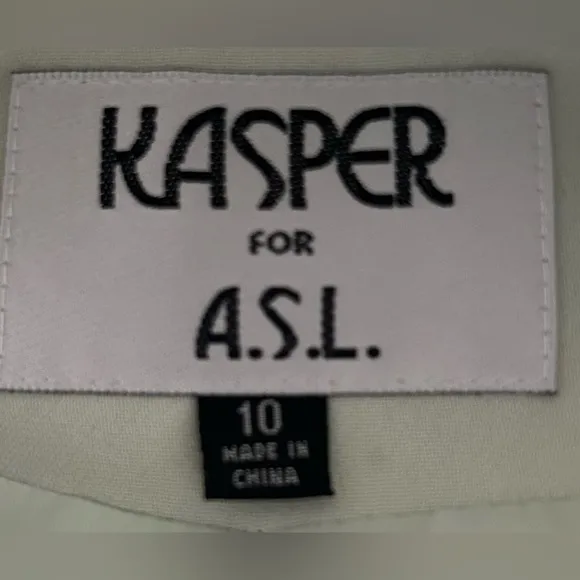 KASPER
FOR
A.S.L.
10
MADE IN
CHINA